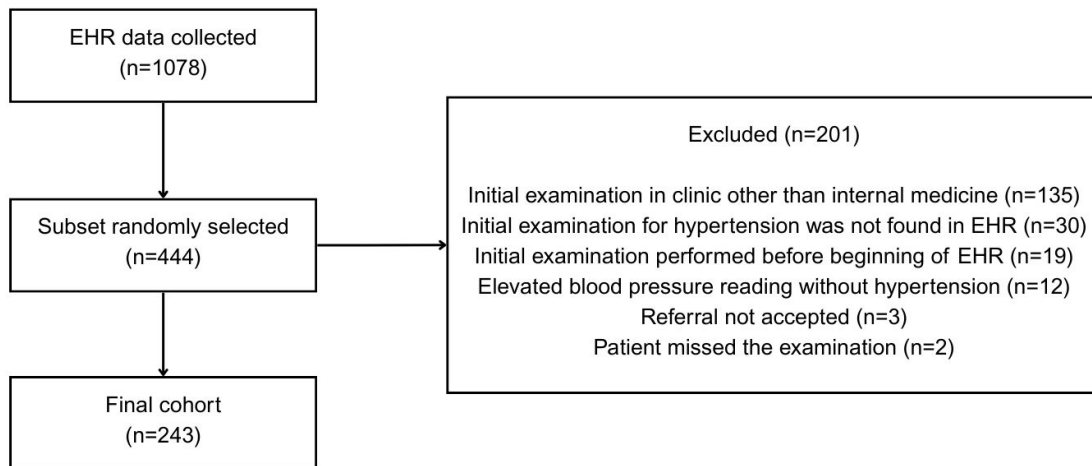 EHR data collected
(n=1078)
Subset randomly selected
(n=444)
Excluded (n=201)
Initial examination in clinic other than internal medicine (n=135)
Initial examination for hypertension was not found in EHR (n=30)
Initial examination performed before beginning of EHR (n=19)
Elevated blood pressure reading without hypertension (n=12)
Referral not accepted (n=3)
Patient missed the examination (n=2)
Final cohort
(n=243)